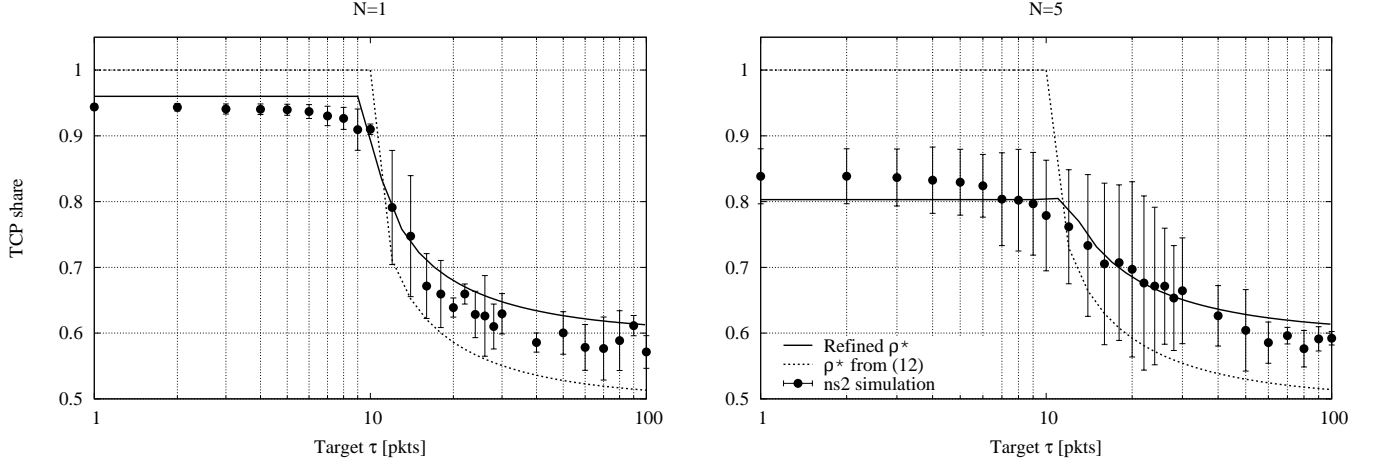 N=1
TCP share
1
0.9
0.8
0.7
0.6
0.5
1
10
100
Target τ [pkts]
N=5
1
0.9
0.8
0.7
0.6
0.5
Refined ρ*
ρ* from (12)
ns2 simulation
1
10
100
Target τ [pkts]